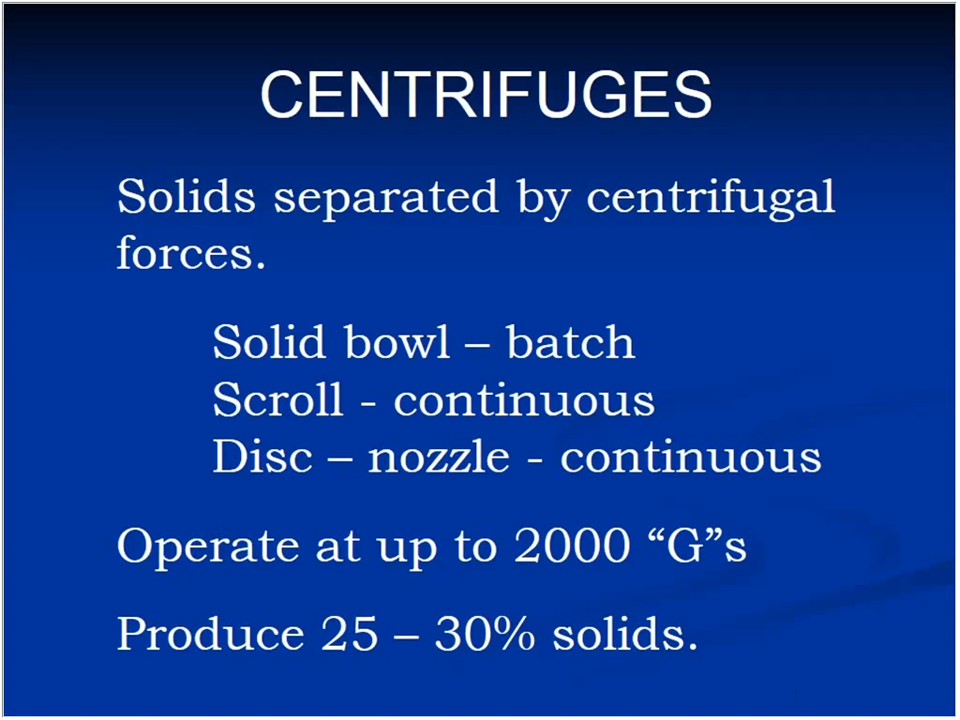 CENTRIFUGES
Solids separated by centrifugal
forces.
Solid bowl – batch
Scroll - continuous
Disc – nozzle - continuous
Operate at up to 2000 “G”s
Produce 25 – 30% solids.